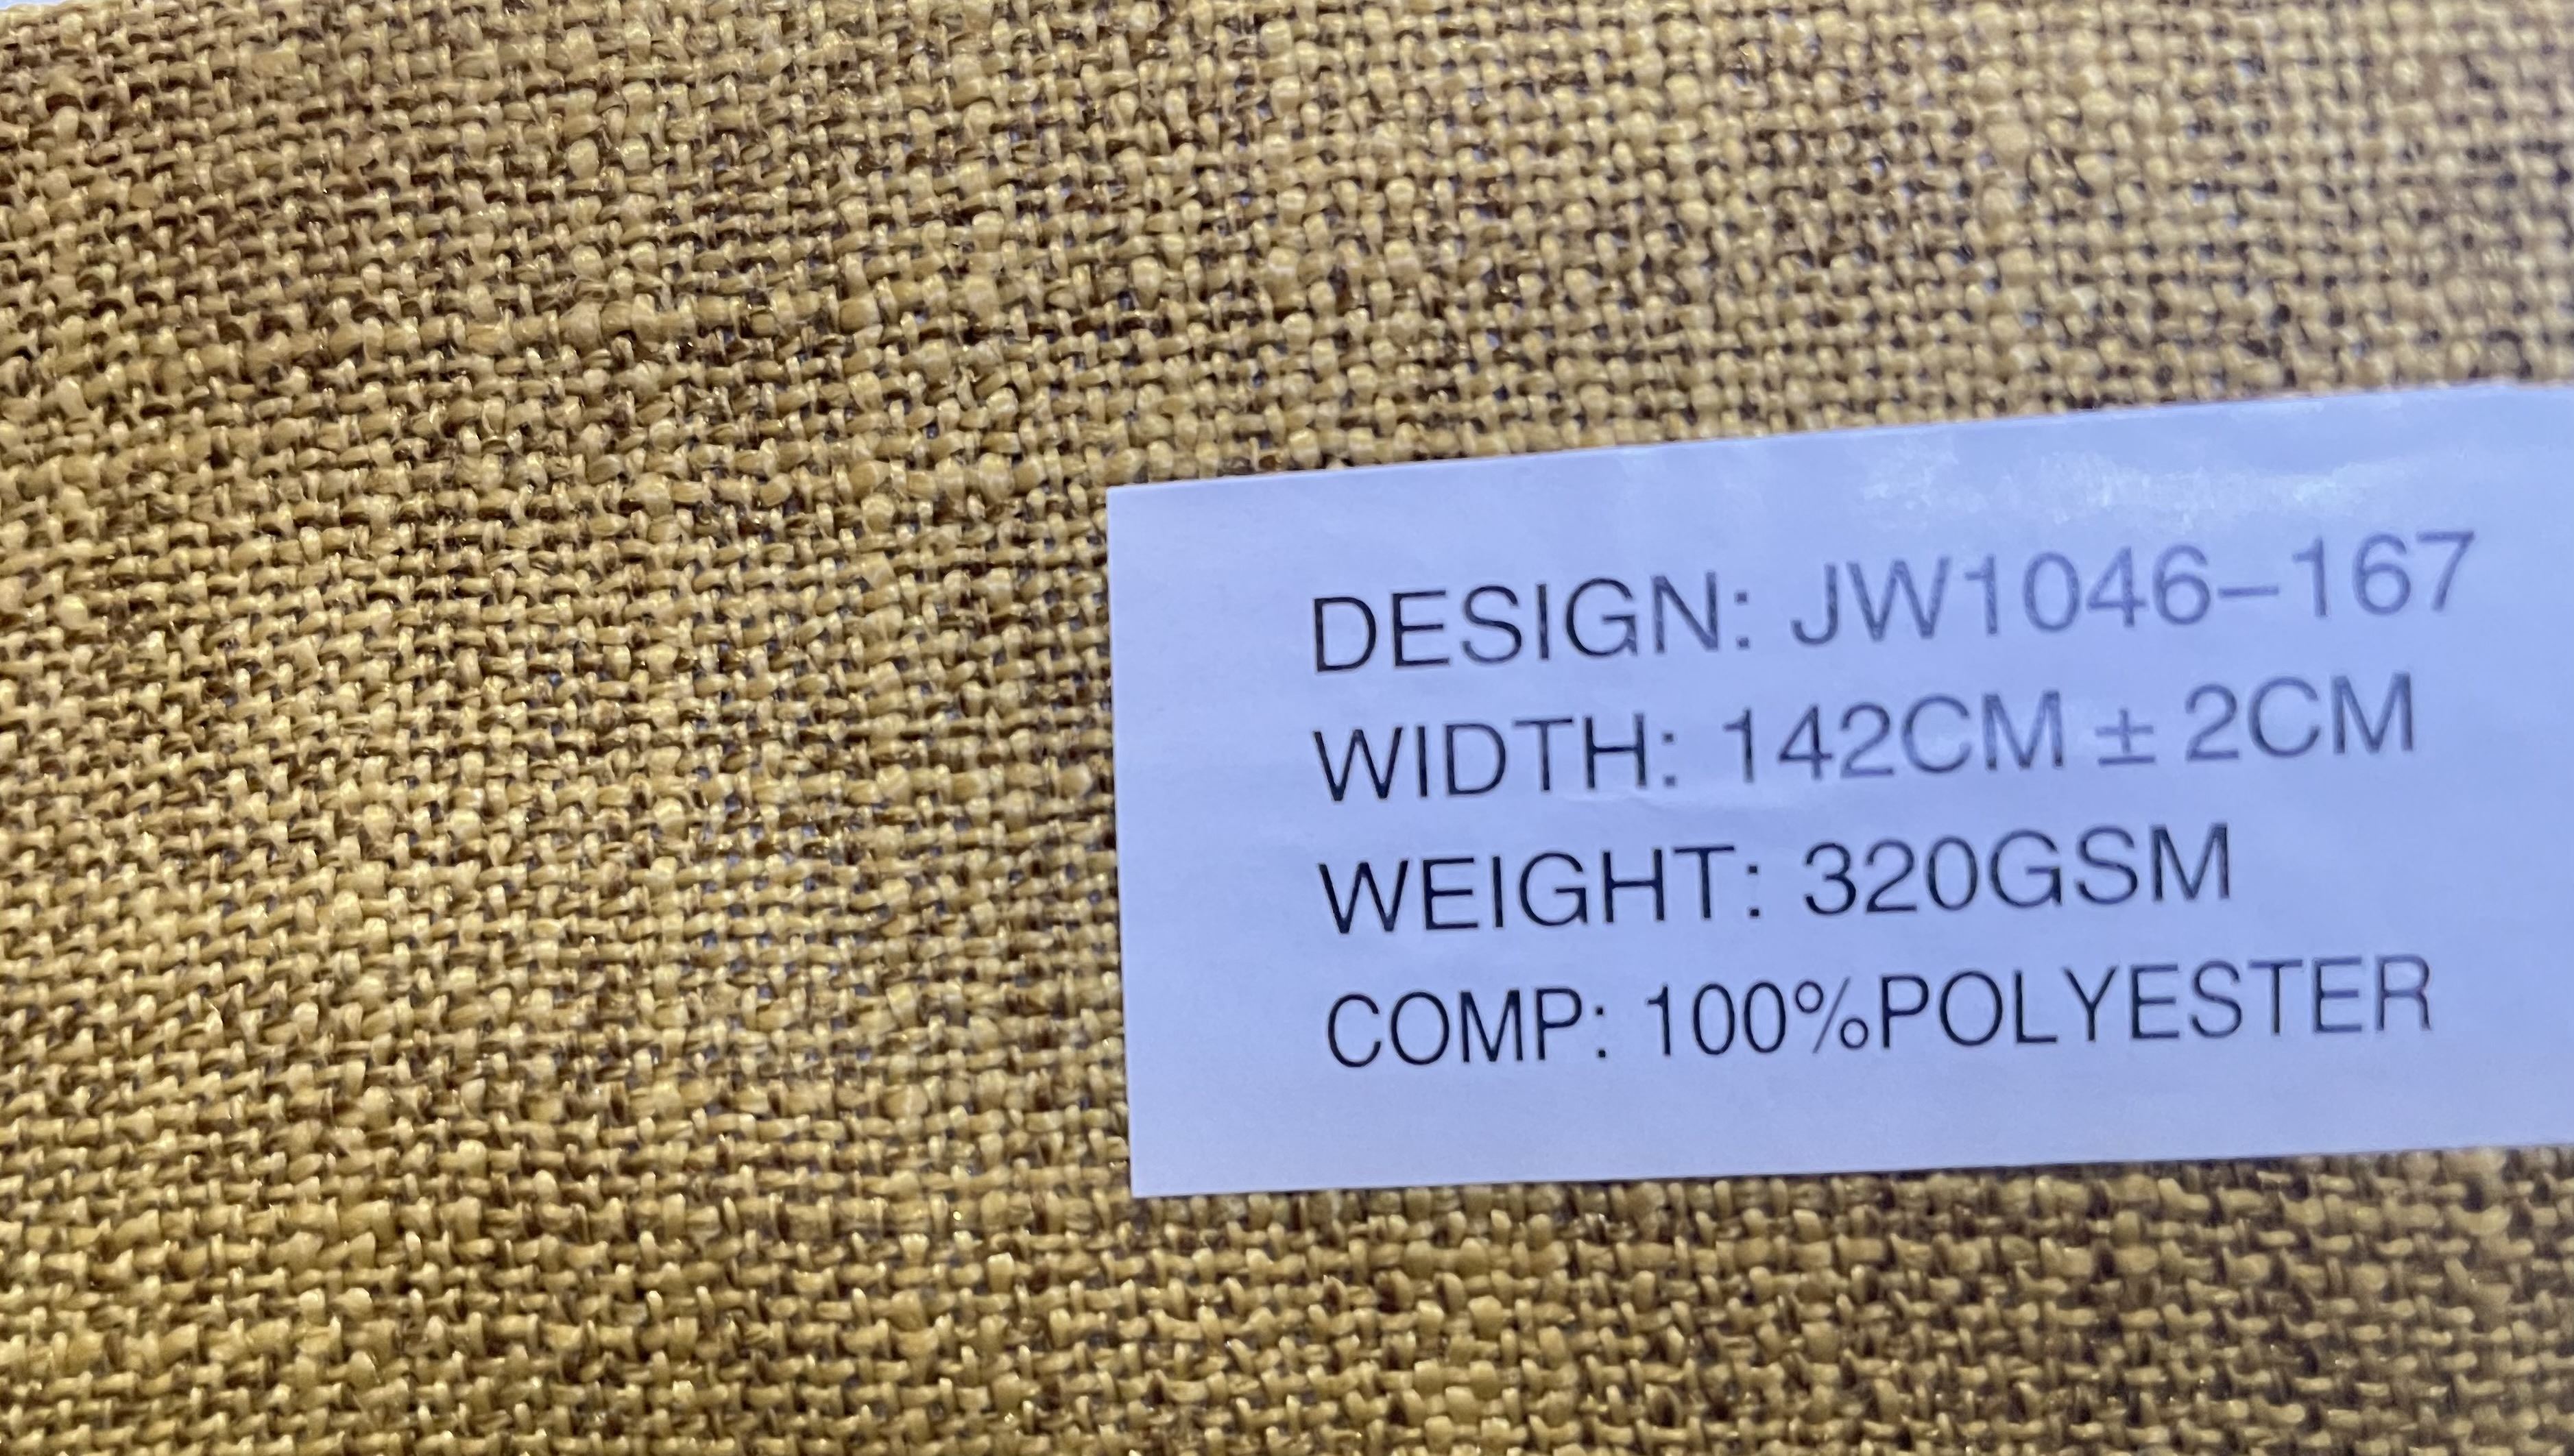 DESIGN: JW1046-167
WIDTH: 142CM ± 2CM
WEIGHT: 320GSM
COMP: 100%POLYESTER